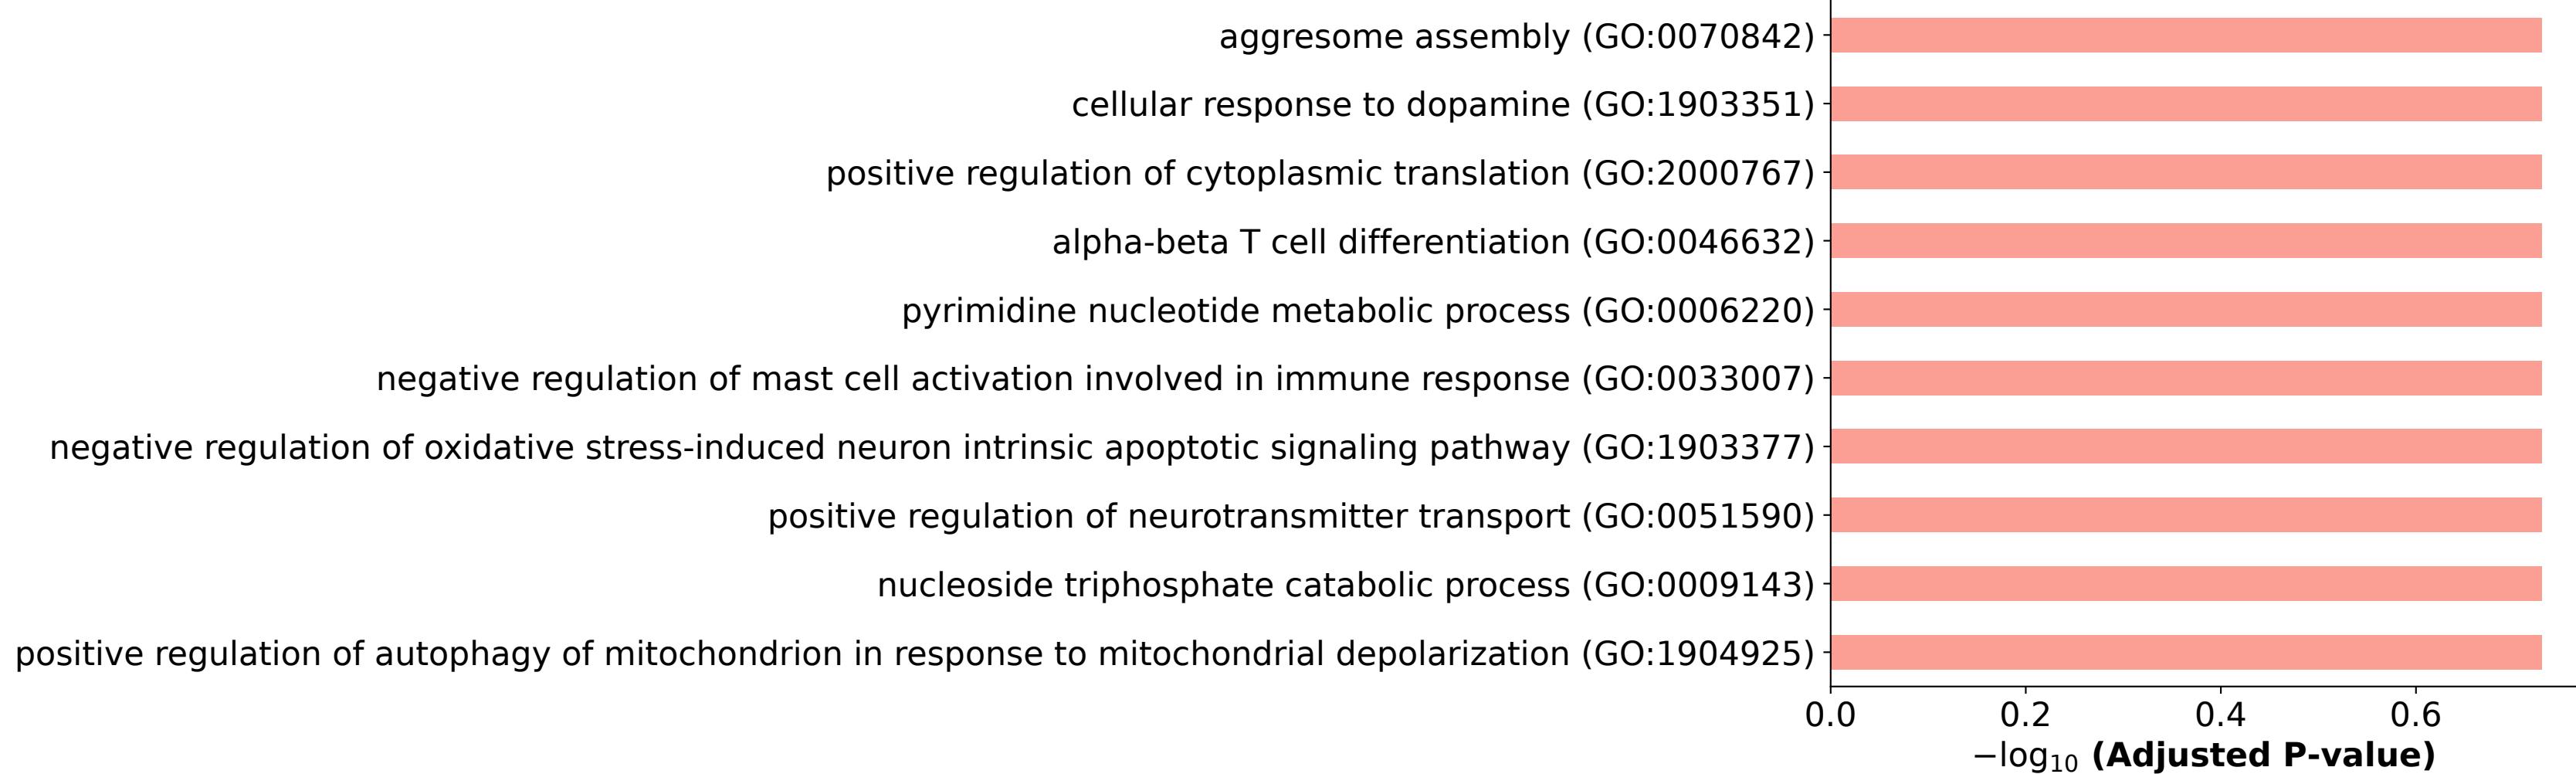 aggresome assembly (GO:0070842)
cellular response to dopamine (GO:1903351)
positive regulation of cytoplasmic translation (GO:2000767)
alpha-beta T cell differentiation (GO:0046632)
pyrimidine nucleotide metabolic process (GO:0006220)
negative regulation of mast cell activation involved in immune response (GO:0033007)
negative regulation of oxidative stress-induced neuron intrinsic apoptotic signaling pathway (GO:1903377)
positive regulation of neurotransmitter transport (GO:0051590)
nucleoside triphosphate catabolic process (GO:0009143)
positive regulation of autophagy of mitochondrion in response to mitochondrial depolarization (GO:1904925)
0.0 0.2 0.4 0.6
−log₁₀ (Adjusted P-value)